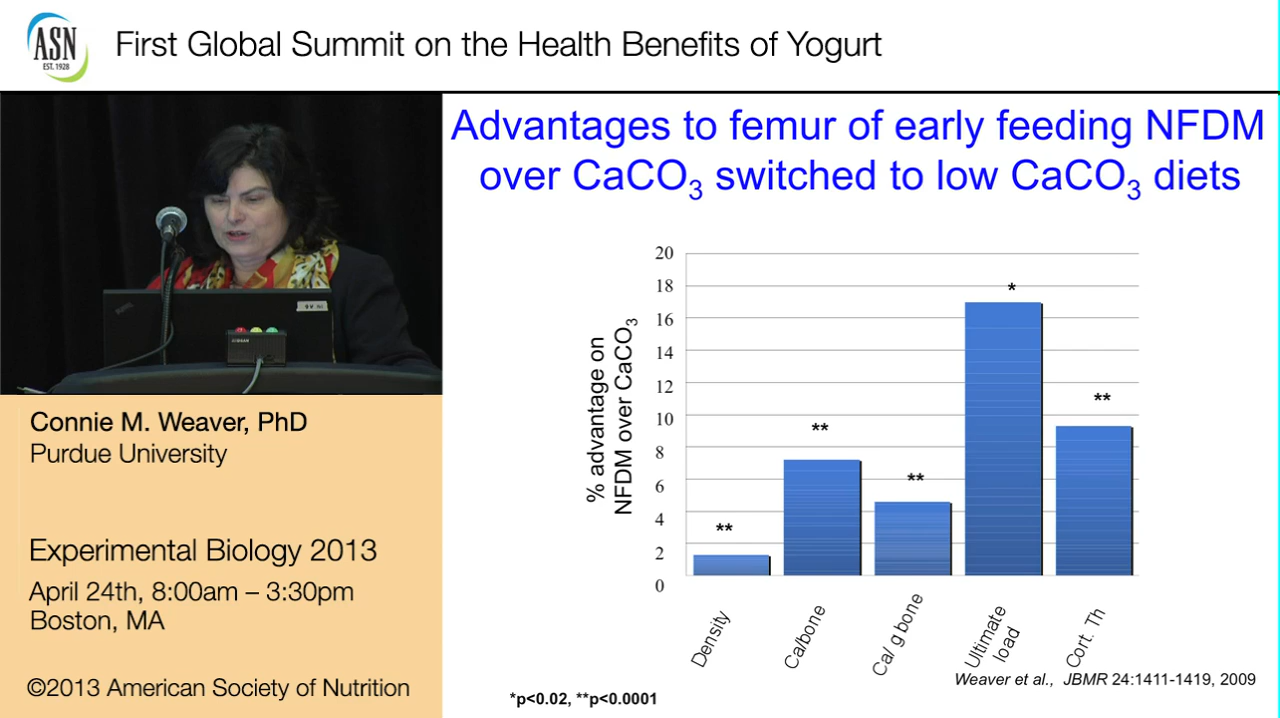 ASN
EST. 1928
First Global Summit on the Health Benefits of Yogurt
Connie M. Weaver, PhD
Purdue University
Experimental Biology 2013
April 24th, 8:00am – 3:30pm
Boston, MA
©2013 American Society of Nutrition
Advantages to femur of early feeding NFDM
over CaCO₃ switched to low CaCO₃ diets
% advantage on
NFDM over CaCO₃
20
18
16
14
12
10
8
6
4
2
0
**
**
**
*
**
Density
Ca/bone
Ca/ g bone
Ultimate
load
Cort. Th
Weaver et al., JBMR 24:1411-1419, 2009
*p<0.02, **p<0.0001